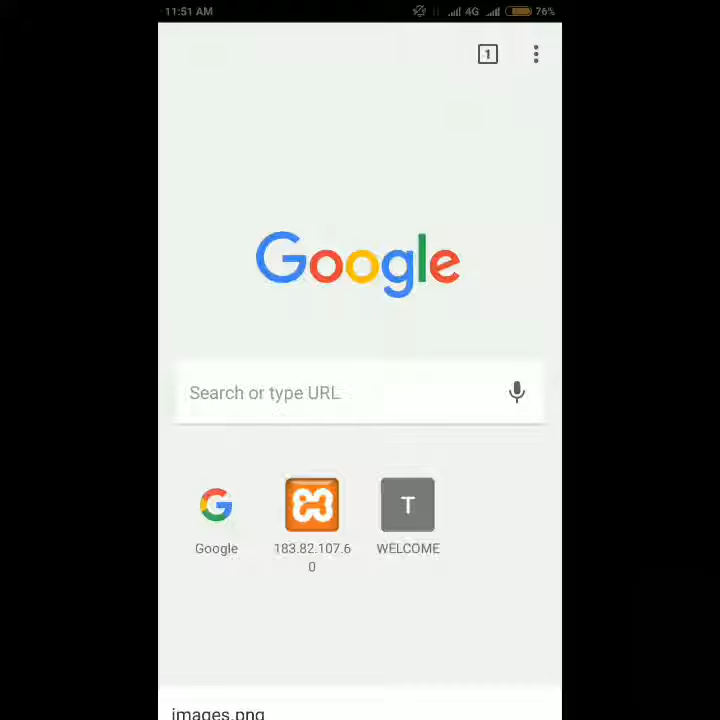 11:51 AM
4G
76%
1
Google
Search or type URL
Google
183.82.107.6
0
T
WELCOME
images.png